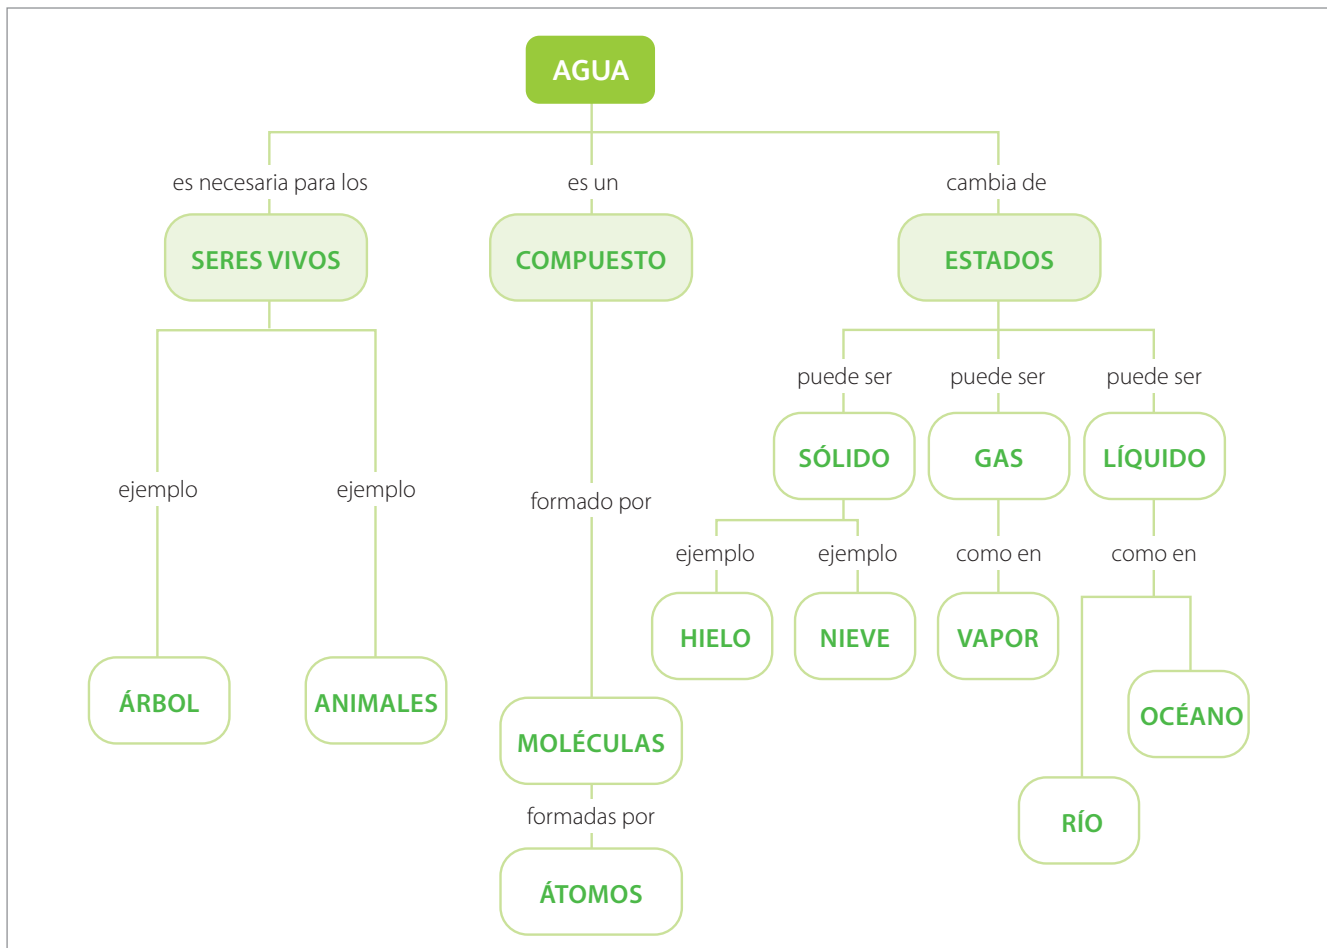 AGUA
es necesaria para los
es un
cambia de
SERES VIVOS
COMPUESTO
ESTADOS
puede ser
puede ser
puede ser
SÓLIDO
GAS
LÍQUIDO
ejemplo
ejemplo
formado por
ejemplo
ejemplo
como en
como en
HIELO
NIEVE
VAPOR
ÁRBOL
ANIMALES
MOLÉCULAS
OCÉANO
formadas por
RÍO
ÁTOMOS